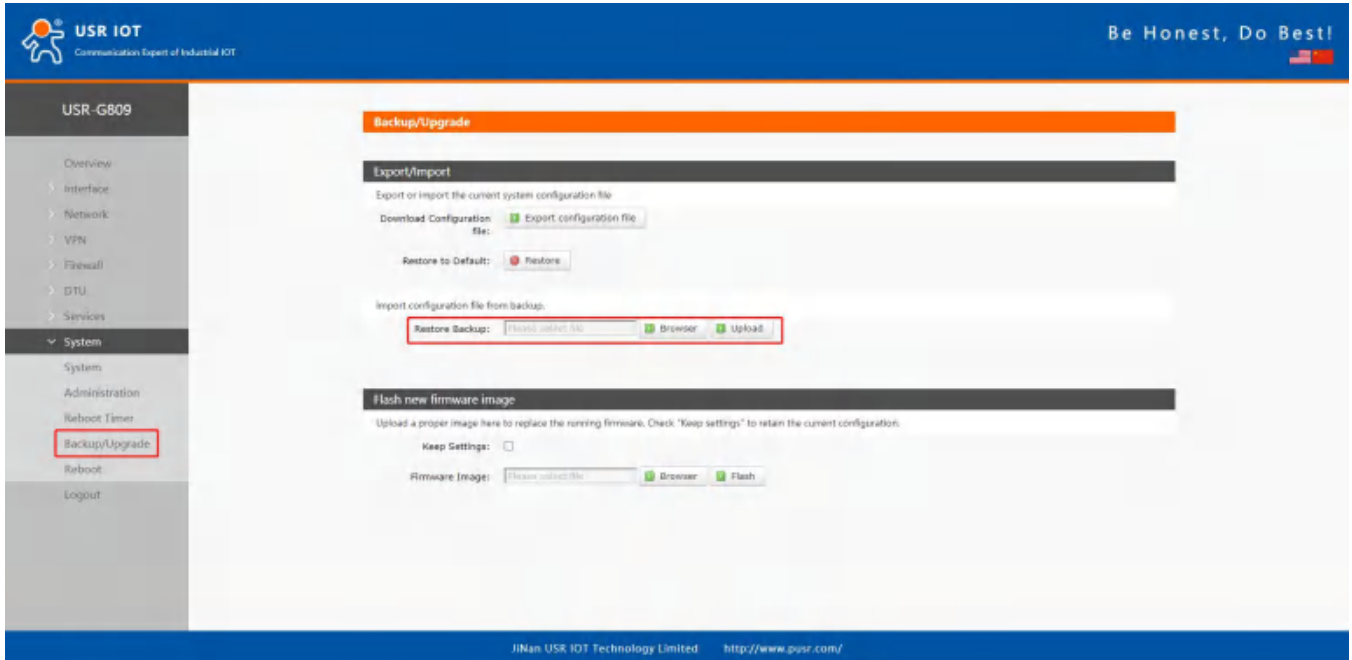 USR IOT
Communication Expert of Industrial IOT
Be Honest, Do Best!
USR-G809
Overview
Interface
Network
VPN
Firewall
DTU
Services
System
System
Administration
Reboot Timer
Backup/Upgrade
Reboot
Logout
Backup/Upgrade
Export/Import
Export or import the current system configuration file
Download Configuration
file:
Export configuration file
Restore to Default:
Restore
Import configuration file from backup.
Restore Backup:
Please select file
Browser
Upload
Flash new firmware image
Upload a proper image here to replace the running firmware. Check "Keep settings" to retain the current configuration.
Keep Settings:
Firmware Image:
Please select file
Browser
Flash
JiNan USR IOT Technology Limited http://www.pusr.com/